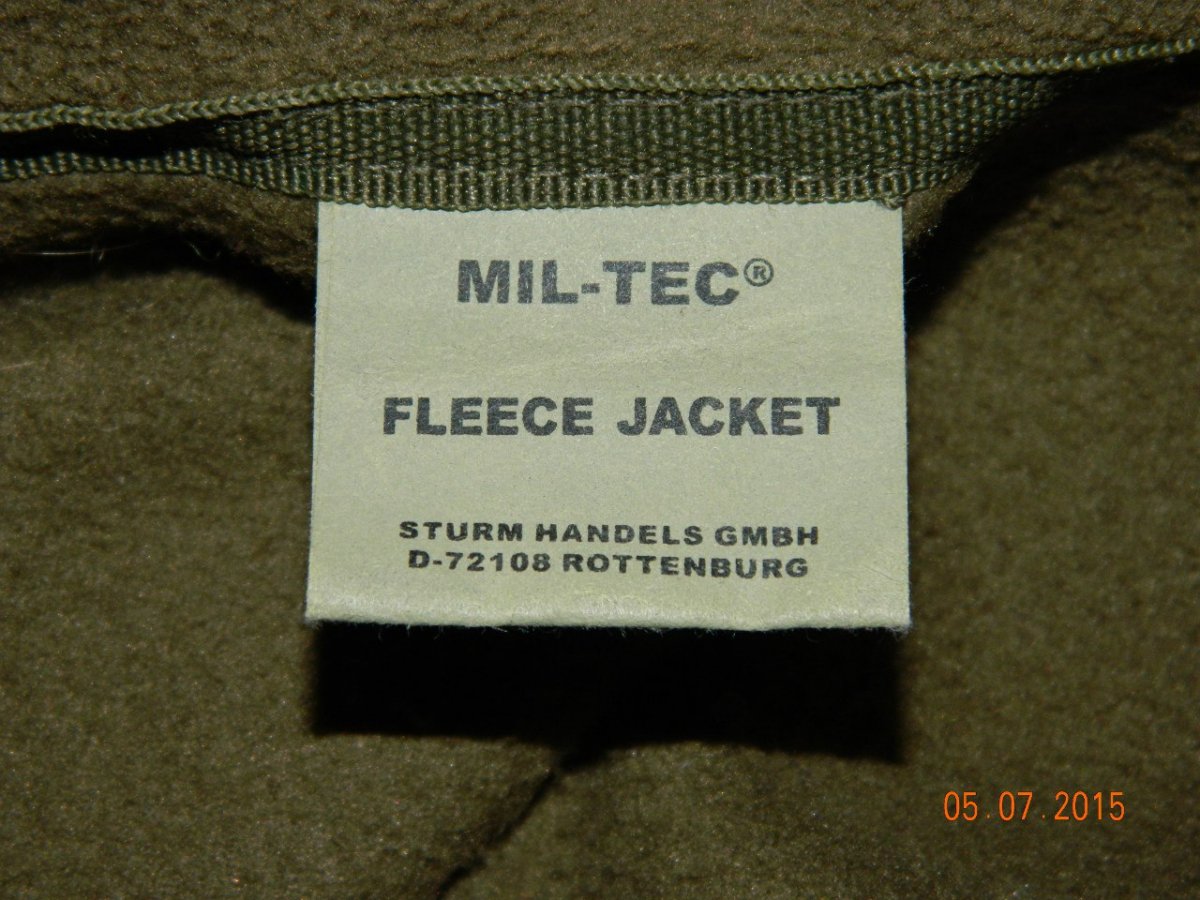 MIL-TEC®
FLEECE JACKET
STURM HANDELS GMBH
D-72108 ROTTENBURG
05.07.2015